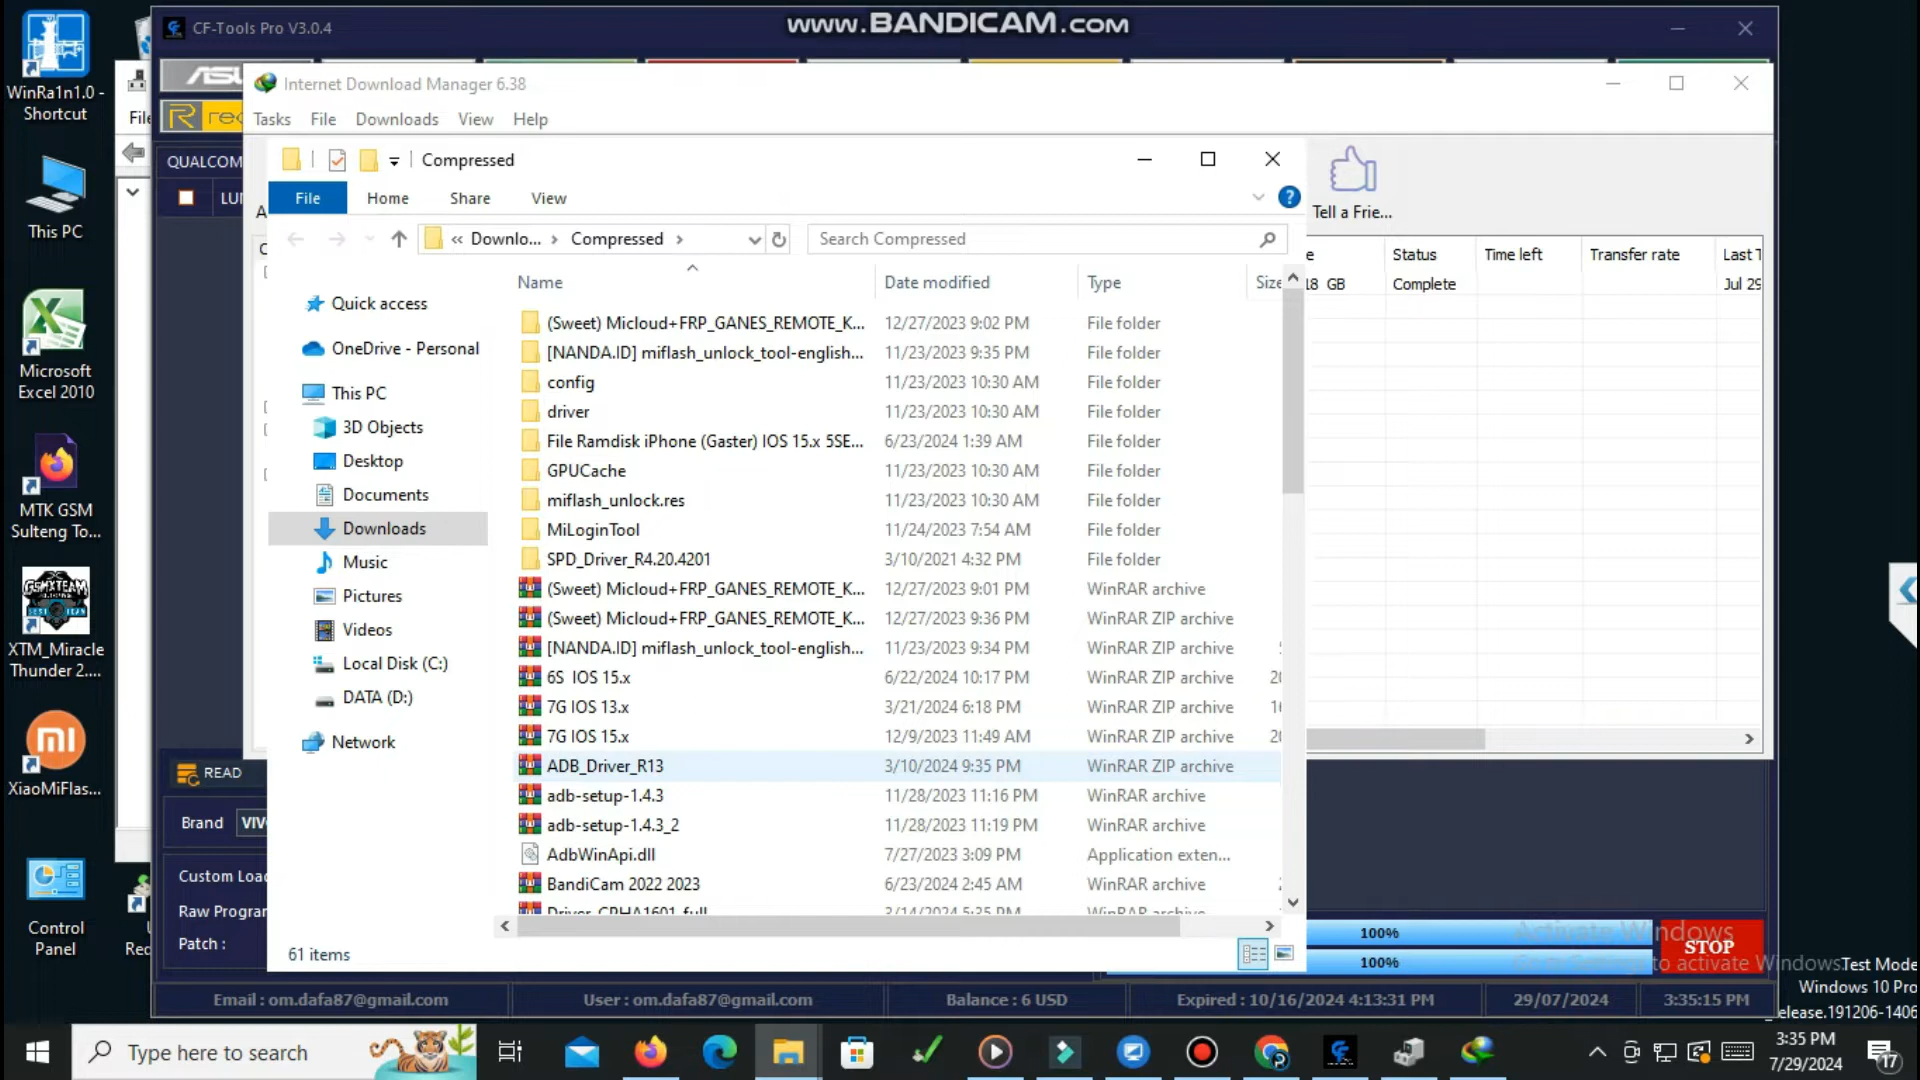 www.BANDICAM.com
CF-Tools Pro V3.0.4
Internet Download Manager 6.38
Tasks File Downloads View Help
Compressed
File Home Share View
Tell a Frie...
« Downlo... › Compressed ›
Search Compressed
Name Date modified Type Size
Status Time left Transfer rate
18 GB Complete Jul 29
(Sweet) Micloud+FRP_GANES_REMOTE_K... 12/27/2023 9:02 PM File folder
[NANDA.ID] miflash_unlock_tool-english... 11/23/2023 9:35 PM File folder
config 11/23/2023 10:30 AM File folder
driver 11/23/2023 10:30 AM File folder
File Ramdisk iPhone (Gaster) IOS 15.x 5SE... 6/23/2024 1:39 AM File folder
GPUCache 11/23/2023 10:30 AM File folder
miflash_unlock.res 11/23/2023 10:30 AM File folder
MiLoginTool 11/24/2023 7:54 AM File folder
SPD_Driver_R4.20.4201 3/10/2021 4:32 PM File folder
(Sweet) Micloud+FRP_GANES_REMOTE_K... 12/27/2023 9:01 PM WinRAR archive
(Sweet) Micloud+FRP_GANES_REMOTE_K... 12/27/2023 9:36 PM WinRAR ZIP archive
[NANDA.ID] miflash_unlock_tool-english... 11/23/2023 9:34 PM WinRAR ZIP archive
6S IOS 15.x 6/22/2024 10:17 PM WinRAR ZIP archive
7G IOS 13.x 3/21/2024 6:18 PM WinRAR ZIP archive
7G IOS 15.x 12/9/2023 11:49 AM WinRAR ZIP archive
ADB_Driver_R13 3/10/2024 9:35 PM WinRAR ZIP archive
adb-setup-1.4.3 11/28/2023 11:16 PM WinRAR archive
adb-setup-1.4.3_2 11/28/2023 11:19 PM WinRAR archive
AdbWinApi.dll 7/27/2023 3:09 PM Application exten...
BandiCam 2022 2023 6/23/2024 2:45 AM WinRAR archive
Quick access
OneDrive - Personal
This PC
3D Objects
Desktop
Documents
Downloads
Music
Pictures
Videos
Local Disk (C:)
DATA (D:)
Network
61 items
WinRa1n1.0 -
Shortcut
This PC
Microsoft
Excel 2010
MTK GSM
Sulteng To...
XTM_Miracle
Thunder 2....
XiaoMiFlas...
Control
Panel
QUALCOM
READ
Brand VIV
Custom Load
Raw Program
Patch :
100%
100%
STOP
Activate Windows
Go to Settings to activate Windows.
Test Mode
Windows 10 Pro
Email : om.dafa87@gmail.com
User : om.dafa87@gmail.com
Balance : 6 USD
Expired : 10/16/2024 4:13:31 PM
29/07/2024
3:35:15 PM
Type here to search
3:35 PM
7/29/2024
17